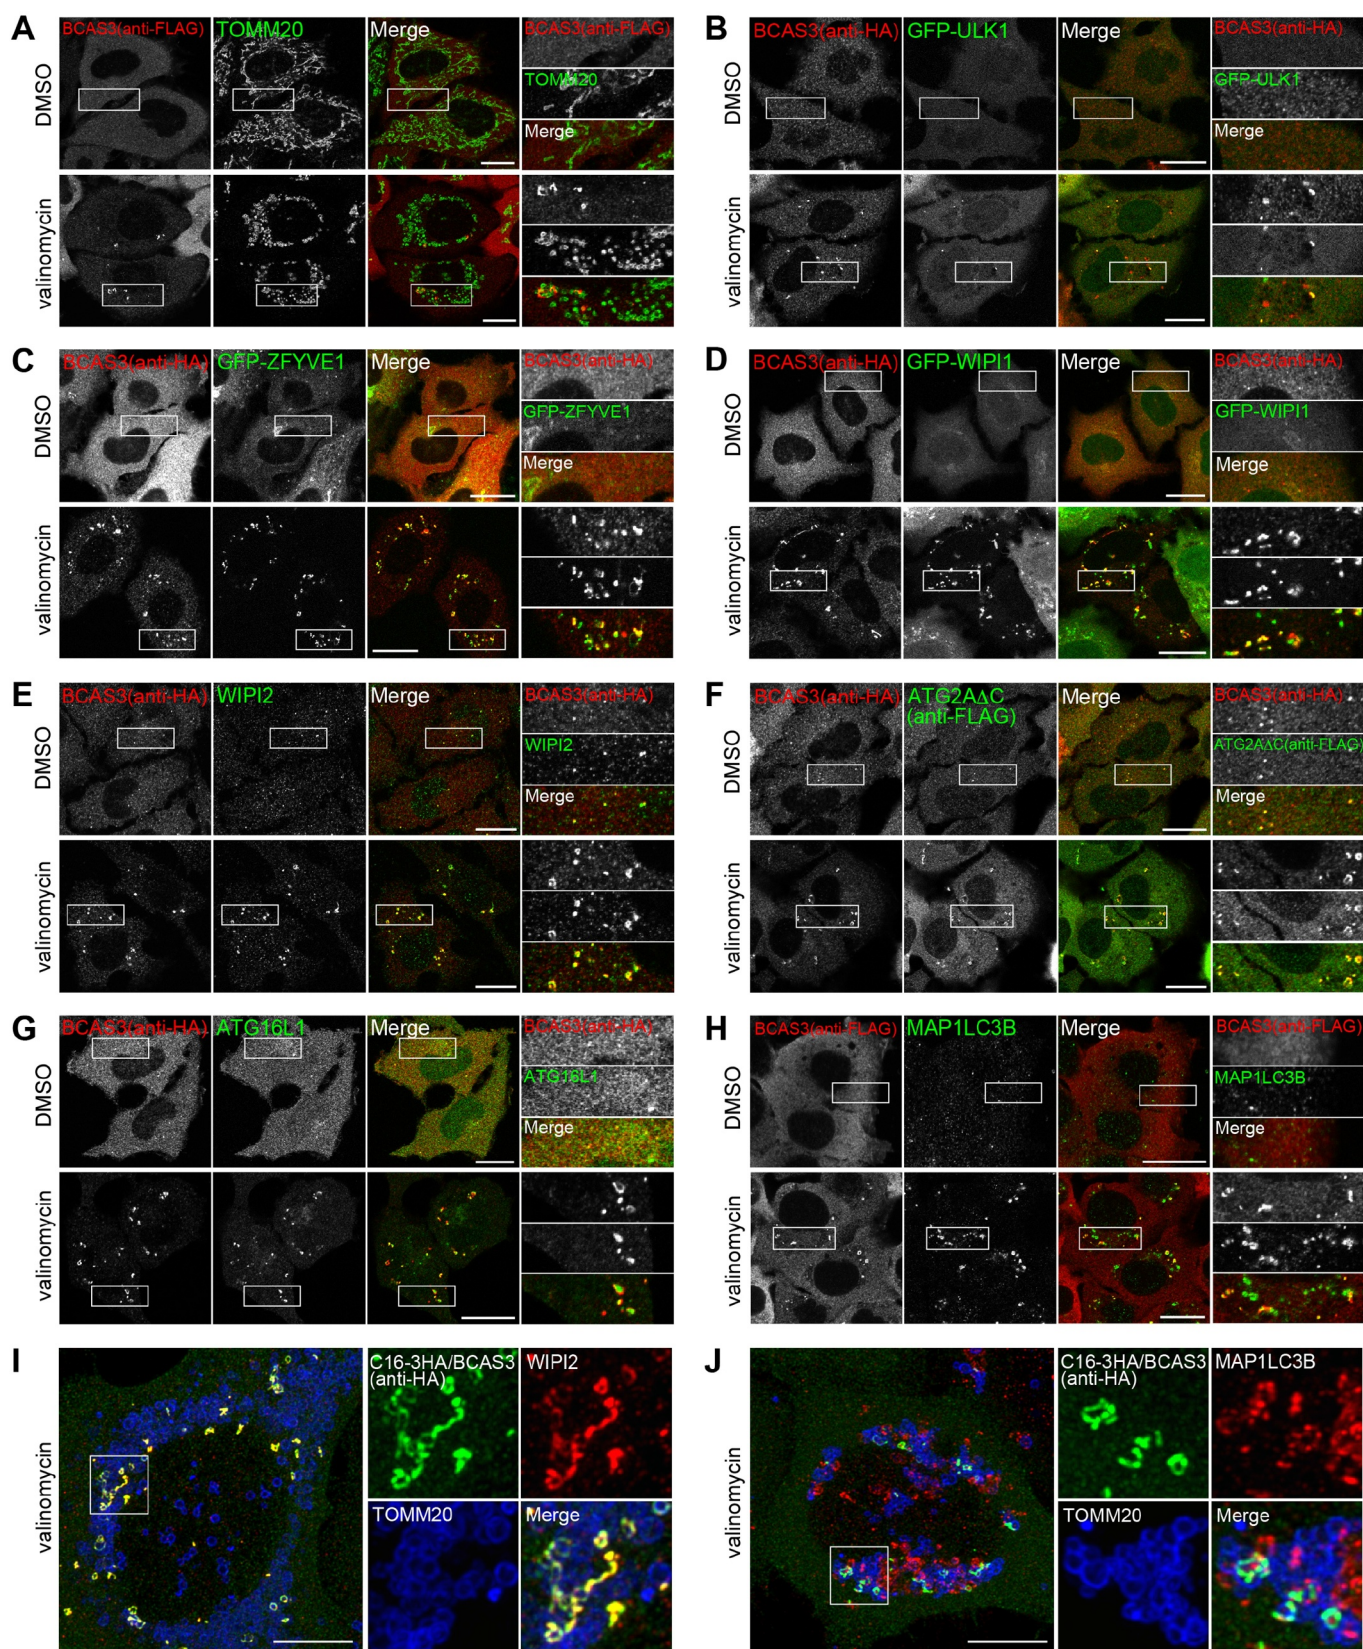 A
BCAS3(anti-FLAG)
TOMM20
Merge
BCAS3(anti-FLAG)
TOMM20
Merge
DMSO
valinomycin
B
BCAS3(anti-HA)
GFP-ULK1
Merge
BCAS3(anti-HA)
GFP-ULK1
Merge
DMSO
valinomycin
C
BCAS3(anti-HA)
GFP-ZFYVE1
Merge
BCAS3(anti-HA)
GFP-ZFYVE1
Merge
DMSO
valinomycin
D
BCAS3(anti-HA)
GFP-WIPI1
Merge
BCAS3(anti-HA)
GFP-WIPI1
Merge
DMSO
valinomycin
E
BCAS3(anti-HA)
WIPI2
Merge
BCAS3(anti-HA)
WIPI2
Merge
DMSO
valinomycin
F
BCAS3(anti-HA)
ATG2AΔC
(anti-FLAG)
Merge
BCAS3(anti-HA)
ATG2AΔC(anti-FLAG)
Merge
DMSO
valinomycin
G
BCAS3(anti-HA)
ATG16L1
Merge
BCAS3(anti-HA)
ATG16L1
Merge
DMSO
valinomycin
H
BCAS3(anti-FLAG)
MAP1LC3B
Merge
BCAS3(anti-FLAG)
MAP1LC3B
Merge
DMSO
valinomycin
I
C16-3HA/BCAS3
(anti-HA)
WIPI2
TOMM20
Merge
valinomycin
J
C16-3HA/BCAS3
(anti-HA)
MAP1LC3B
TOMM20
Merge
valinomycin